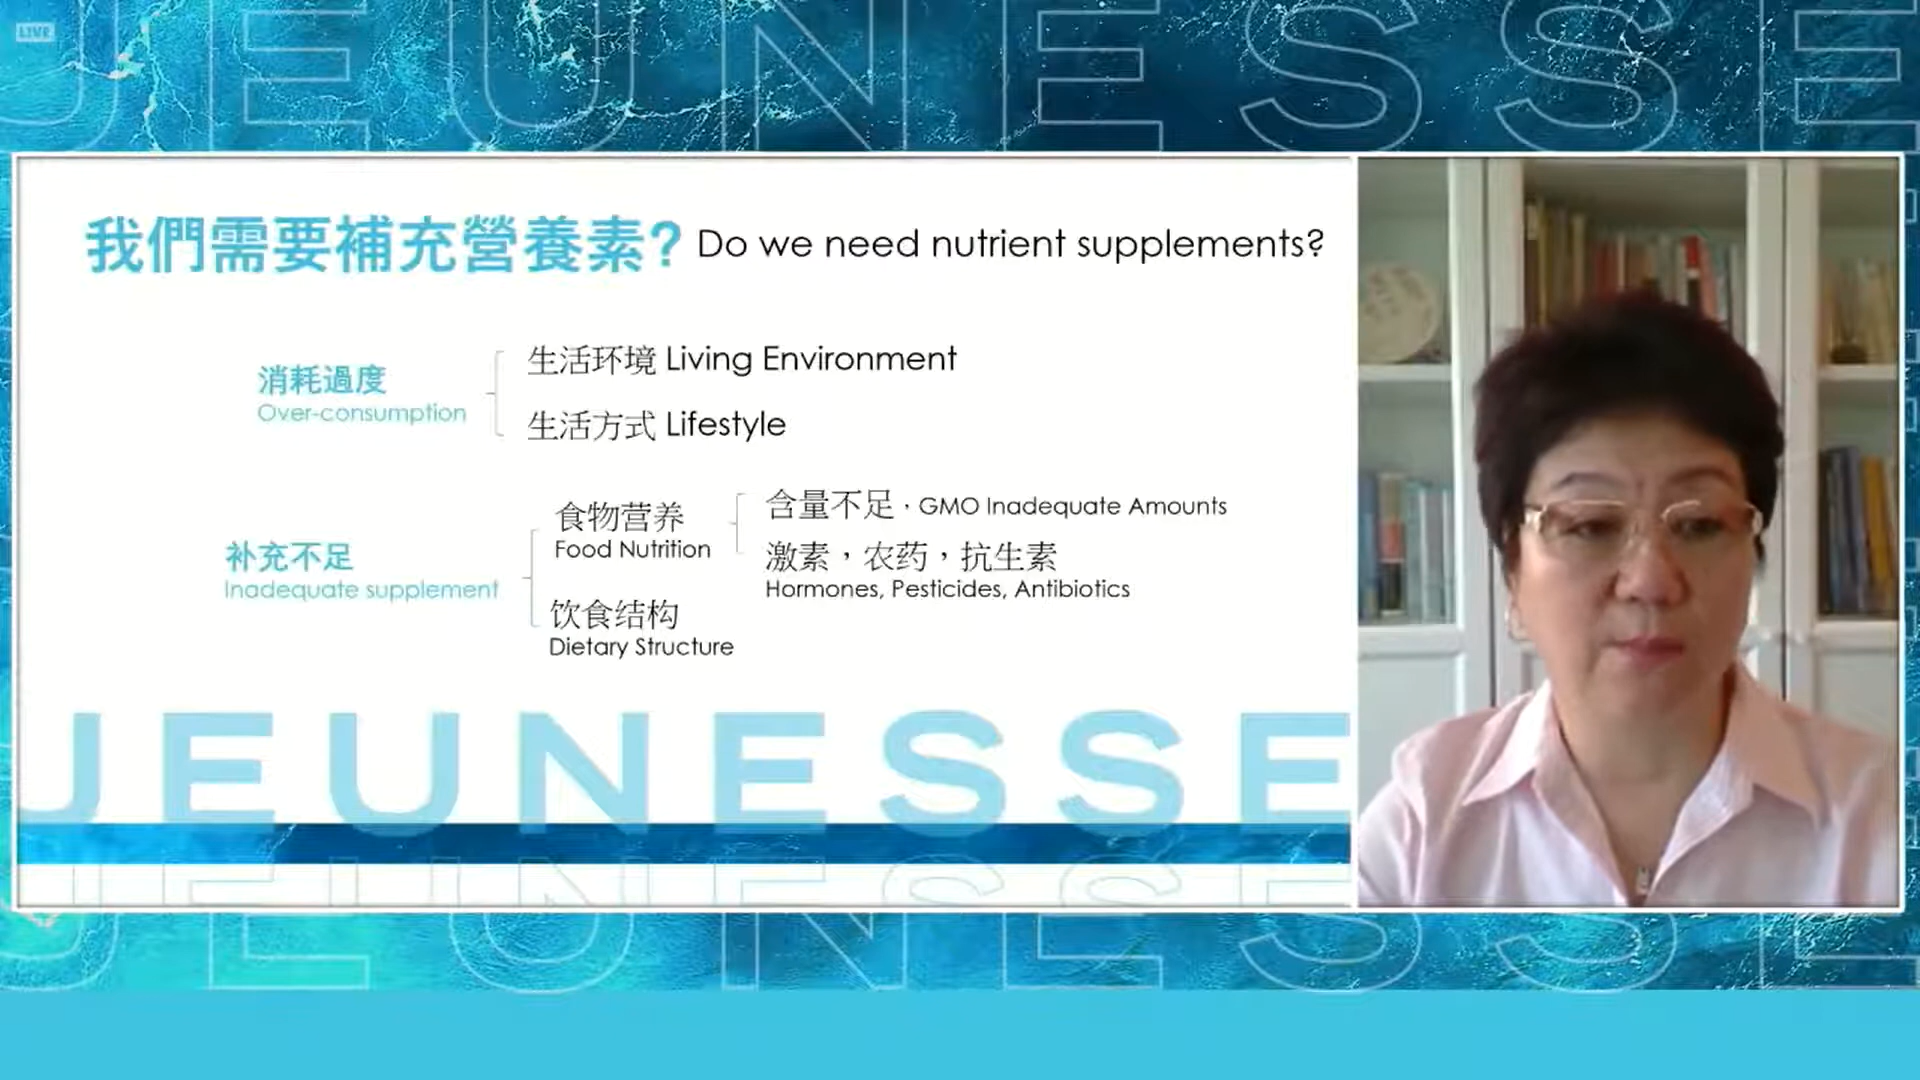 LIVE
JEUNESSE
我們需要補充營養素? Do we need nutrient supplements?
消耗過度
Over-consumption
生活环境 Living Environment
生活方式 Lifestyle
补充不足
Inadequate supplement
食物营养
Food Nutrition
含量不足，GMO Inadequate Amounts
激素，农药，抗生素
Hormones, Pesticides, Antibiotics
饮食结构
Dietary Structure
JEUNESSE
JEUNESSE